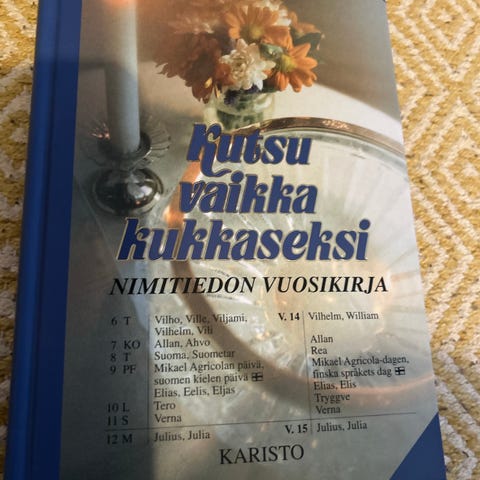 Kutsu
vaikka
kukkaseksi
NIMITIEDON VUOSIKIRJA
6 T Vilho, Ville, Viljami, V. 14 Vilhelm, William
Vilhelm, Vili
7 KO Allan, Ahvo Allan
8 T Suoma, Suometar Rea
9 PF Mikael Agricolan päivä, Mikael Agricola-dagen,
suomen kielen päivä finska språkets dag
Elias, Eelis, Eljas Elias, Elis
10 L Tero Tryggve
11 S Verna Verna
12 M Julius, Julia V. 15 Julius, Julia
KARISTO